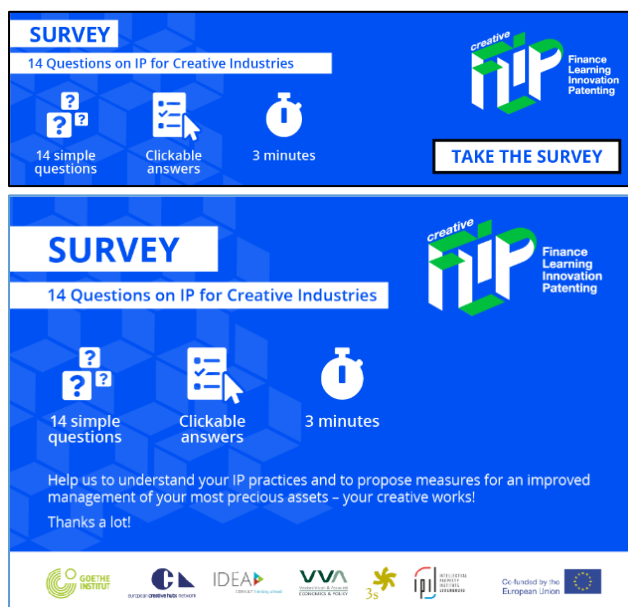 SURVEY
14 Questions on IP for Creative Industries
creative
FLIP
Finance
Learning
Innovation
Patenting
14 simple
questions
Clickable
answers
3 minutes
TAKE THE SURVEY
SURVEY
14 Questions on IP for Creative Industries
creative
FLIP
Finance
Learning
Innovation
Patenting
14 simple
questions
Clickable
answers
3 minutes
Help us to understand your IP practices and to propose measures for an improved
management of your most precious assets – your creative works!
Thanks a lot!
GOETHE
INSTITUT
european creative hubs network
IDEA
VVA
ECONOMICS & POLICY
3s
ipil
INTELLECTUAL
PROPERTY
INSTITUTE
LUXEMBOURG
Co-funded by the
European Union